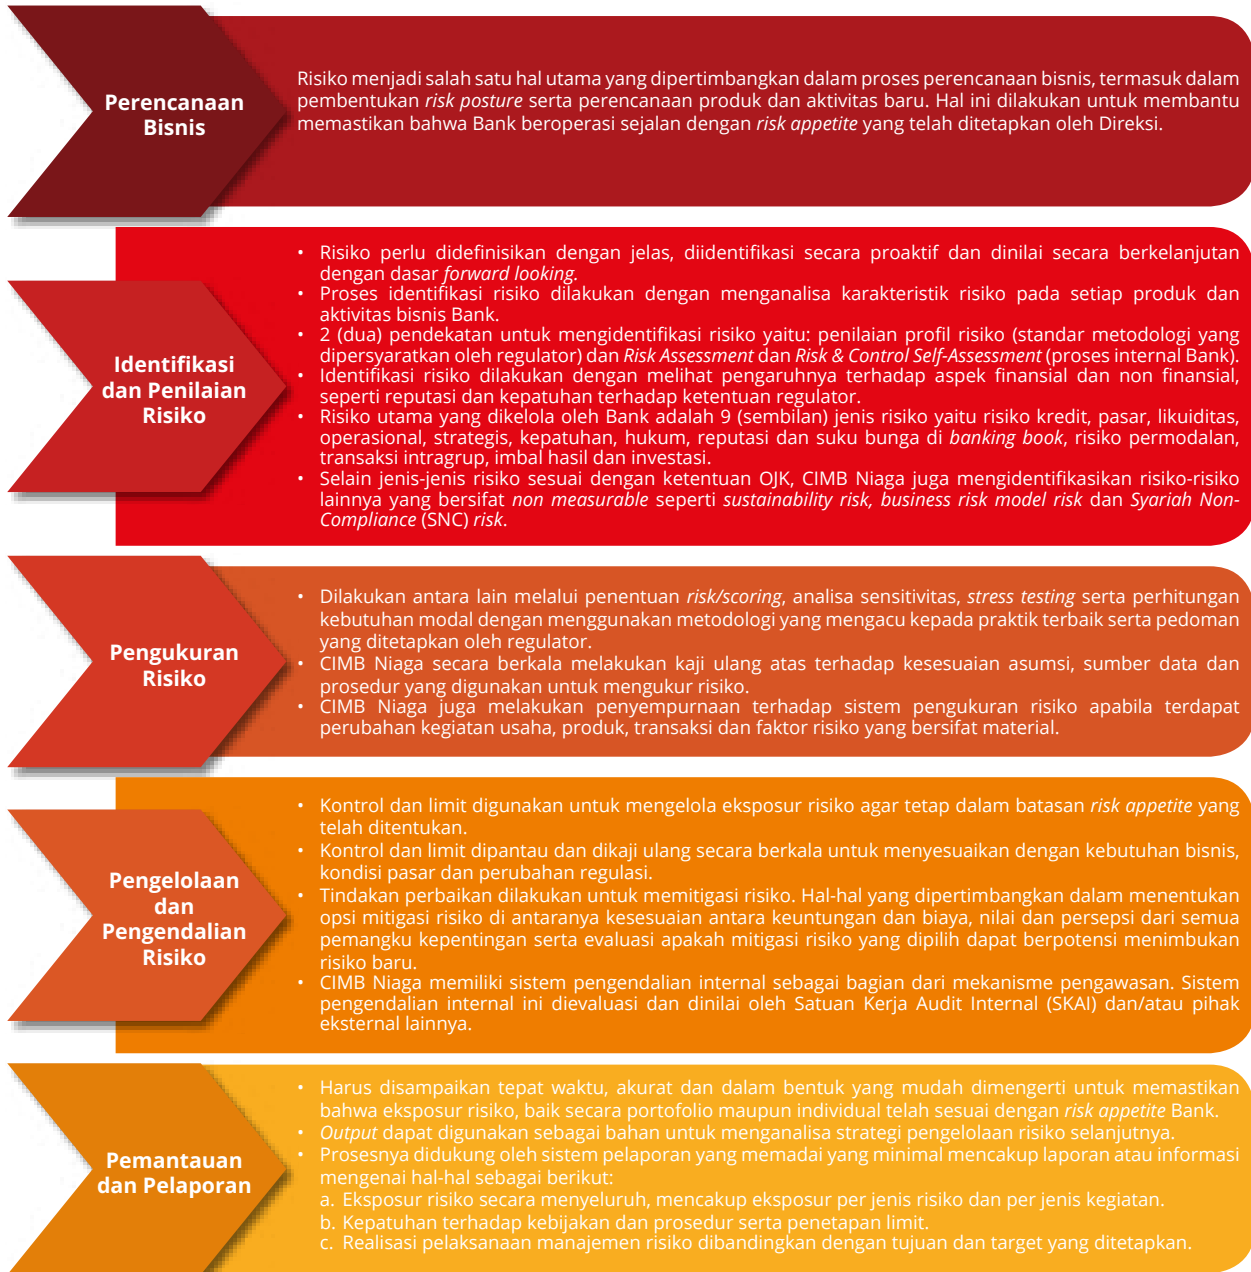 Perencanaan
Bisnis
Risiko menjadi salah satu hal utama yang dipertimbangkan dalam proses perencanaan bisnis, termasuk dalam
pembentukan risk posture serta perencanaan produk dan aktivitas baru. Hal ini dilakukan untuk membantu
memastikan bahwa Bank beroperasi sejalan dengan risk appetite yang telah ditetapkan oleh Direksi.
Identifikasi
dan Penilaian
Risiko
• Risiko perlu didefinisikan dengan jelas, diidentifikasi secara proaktif dan dinilai secara berkelanjutan
dengan dasar forward looking.
• Proses identifikasi risiko dilakukan dengan menganalisa karakteristik risiko pada setiap produk dan
aktivitas bisnis Bank.
• 2 (dua) pendekatan untuk mengidentifikasi risiko yaitu: penilaian profil risiko (standar metodologi yang
dipersyaratkan oleh regulator) dan Risk Assessment dan Risk & Control Self-Assessment (proses internal Bank).
• Identifikasi risiko dilakukan dengan melihat pengaruhnya terhadap aspek finansial dan non finansial,
seperti reputasi dan kepatuhan terhadap ketentuan regulator.
• Risiko utama yang dikelola oleh Bank adalah 9 (sembilan) jenis risiko yaitu risiko kredit, pasar, likuiditas,
operasional, strategis, kepatuhan, hukum, reputasi dan suku bunga di banking book, risiko permodalan,
transaksi intragrup, imbal hasil dan investasi.
• Selain jenis-jenis risiko sesuai dengan ketentuan OJK, CIMB Niaga juga mengidentifikasikan risiko-risiko
lainnya yang bersifat non measurable seperti sustainability risk, business risk model risk dan Syariah Non-
Compliance (SNC) risk.
Pengukuran
Risiko
• Dilakukan antara lain melalui penentuan risk/scoring, analisa sensitivitas, stress testing serta perhitungan
kebutuhan modal dengan menggunakan metodologi yang mengacu kepada praktik terbaik serta pedoman
yang ditetapkan oleh regulator.
• CIMB Niaga secara berkala melakukan kaji ulang atas terhadap kesesuaian asumsi, sumber data dan
prosedur yang digunakan untuk mengukur risiko.
• CIMB Niaga juga melakukan penyempurnaan terhadap sistem pengukuran risiko apabila terdapat
perubahan kegiatan usaha, produk, transaksi dan faktor risiko yang bersifat material.
Pengelolaan
dan
Pengendalian
Risiko
• Kontrol dan limit digunakan untuk mengelola eksposur risiko agar tetap dalam batasan risk appetite yang
telah ditentukan.
• Kontrol dan limit dipantau dan dikaji ulang secara berkala untuk menyesuaikan dengan kebutuhan bisnis,
kondisi pasar dan perubahan regulasi.
• Tindakan perbaikan dilakukan untuk memitigasi risiko. Hal-hal yang dipertimbangkan dalam menentukan
opsi mitigasi risiko di antaranya kesesuaian antara keuntungan dan biaya, nilai dan persepsi dari semua
pemangku kepentingan serta evaluasi apakah mitigasi risiko yang dipilih dapat berpotensi menimbukan
risiko baru.
• CIMB Niaga memiliki sistem pengendalian internal sebagai bagian dari mekanisme pengawasan. Sistem
pengendalian internal ini dievaluasi dan dinilai oleh Satuan Kerja Audit Internal (SKAI) dan/atau pihak
eksternal lainnya.
Pemantauan
dan Pelaporan
• Harus disampaikan tepat waktu, akurat dan dalam bentuk yang mudah dimengerti untuk memastikan
bahwa eksposur risiko, baik secara portofolio maupun individual telah sesuai dengan risk appetite Bank.
• Output dapat digunakan sebagai bahan untuk menganalisa strategi pengelolaan risiko selanjutnya.
• Prosesnya didukung oleh sistem pelaporan yang memadai yang minimal mencakup laporan atau informasi
mengenai hal-hal sebagai berikut:
a. Eksposur risiko secara menyeluruh, mencakup eksposur per jenis risiko dan per jenis kegiatan.
b. Kepatuhan terhadap kebijakan dan prosedur serta penetapan limit.
c. Realisasi pelaksanaan manajemen risiko dibandingkan dengan tujuan dan target yang ditetapkan.